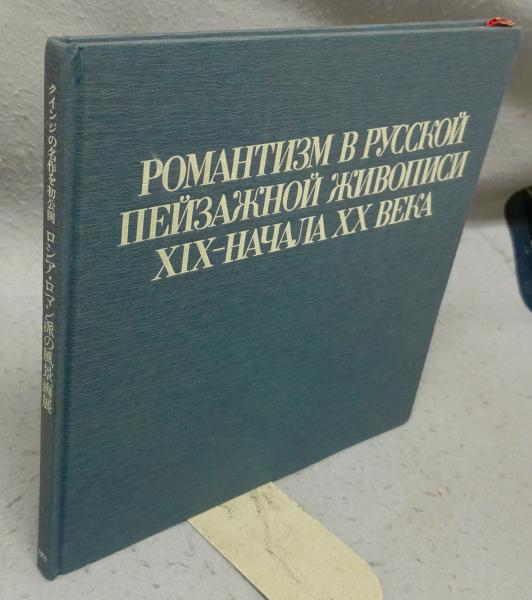 РОМАНТИЗМ В РУССКОЙ
ПЕЙЗАЖНОЙ ЖИВОПИСИ
XIX–НАЧАЛА XX ВЕКА
クインジの名作を初公開 ロシア・ロマン派の風景画展